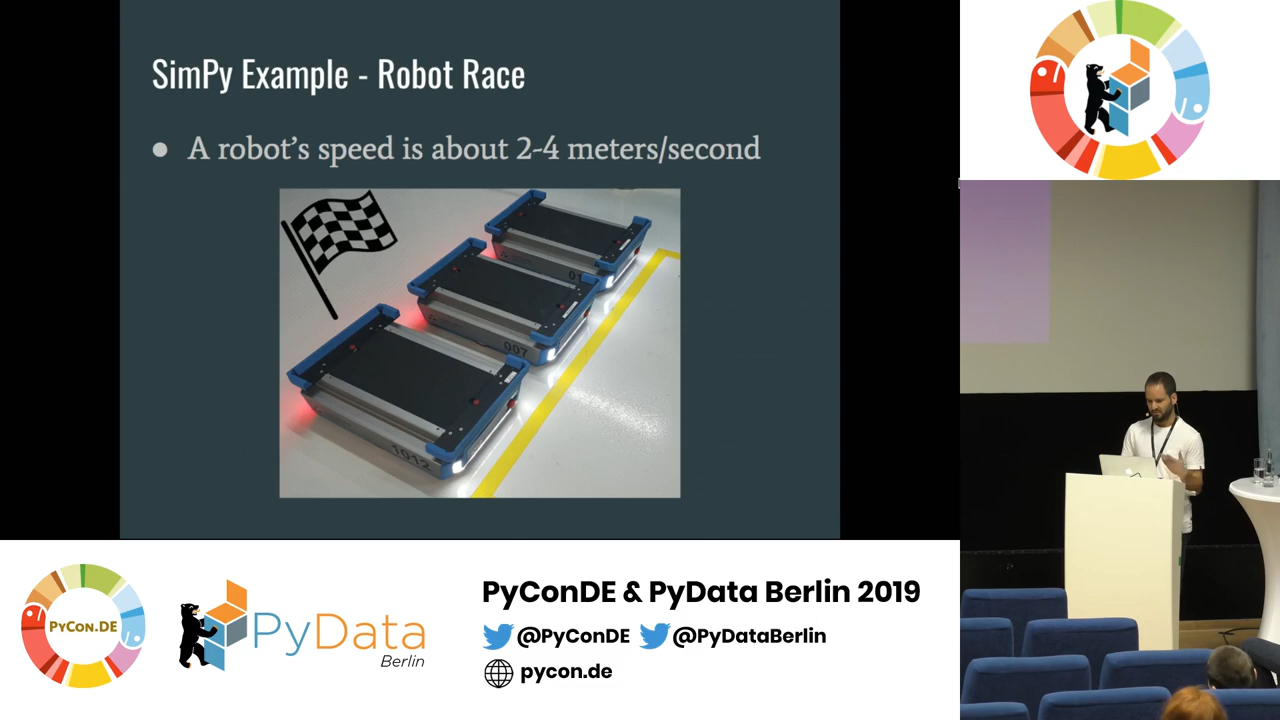 SimPy Example - Robot Race
● A robot's speed is about 2-4 meters/second
01
007
1012
PyCon.DE
PyData
Berlin
PyConDE & PyData Berlin 2019
@PyConDE @PyDataBerlin
pycon.de